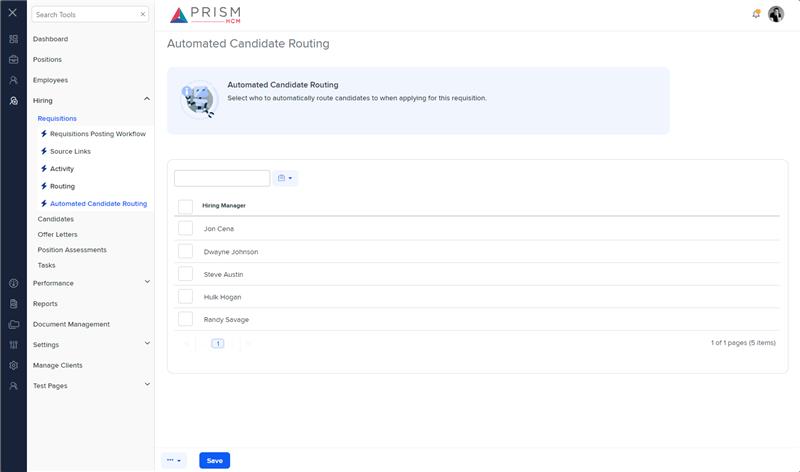 Search Tools
PRISM
HCM
Dashboard
Positions
Employees
Hiring
Requisitions
Requisitions Posting Workflow
Source Links
Activity
Routing
Automated Candidate Routing
Candidates
Offer Letters
Position Assessments
Tasks
Performance
Reports
Document Management
Settings
Manage Clients
Test Pages
Automated Candidate Routing
Automated Candidate Routing
Select who to automatically route candidates to when applying for this requisition.
Hiring Manager
Jon Cena
Dwayne Johnson
Steve Austin
Hulk Hogan
Randy Savage
1
1 of 1 pages (5 items)
Save